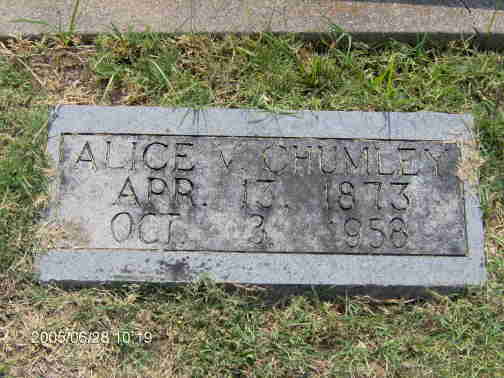 ALICE V. CHUMLEY
APR. 13, 1873
OCT. 3, 1958
2005/06/28 10:19